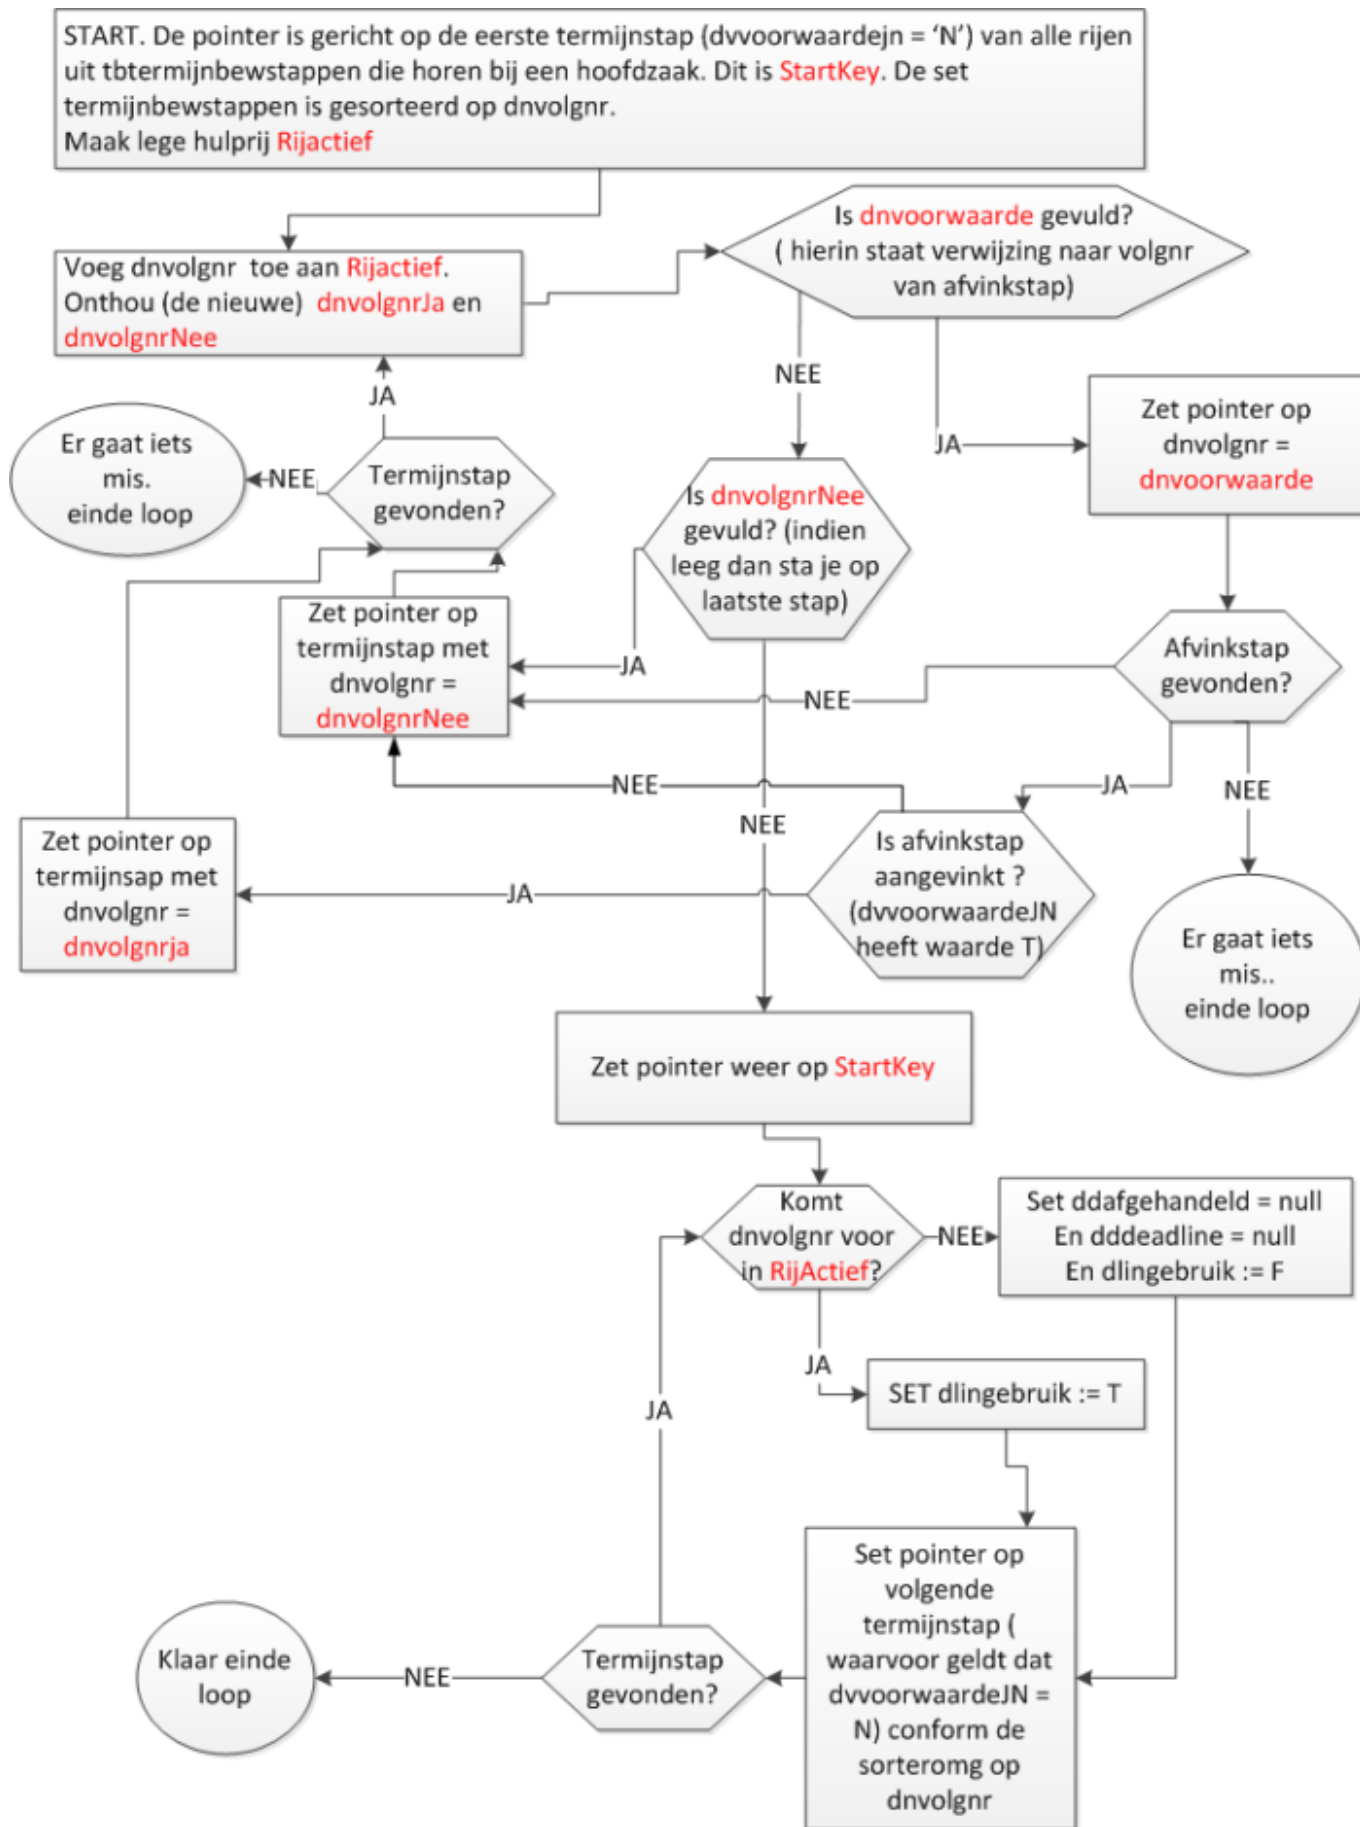 START. De pointer is gericht op de eerste termijnstap (dvvoorwaardejn = ‘N’) van alle rijen
uit tbtermijnbewstappen die horen bij een hoofdzaak. Dit is StartKey. De set
termijnbewstappen is gesorteerd op dnvolgnr.
Maak lege hulprij Rijactief
Is dnvoorwaarde gevuld?
( hierin staat verwijzing naar volgnr
van afvinkstap)
Voeg dnvolgnr toe aan Rijactief.
Onthou (de nieuwe) dnvolgnrJa en
dnvolgnrNee
NEE
JA
JA
Zet pointer op
dnvolgnr =
dnvoorwaarde
Er gaat iets
mis.
einde loop
NEE
Termijnstap
gevonden?
Is dnvolgnrNee
gevuld? (indien
leeg dan sta je op
laatste stap)
JA
Zet pointer op
termijnstap met
dnvolgnr =
dnvolgnrNee
Afvinkstap
gevonden?
NEE
NEE
JA
NEE
NEE
Zet pointer op
termijnsap met
dnvolgnr =
dnvolgnrja
JA
Is afvinkstap
aangevinkt ?
(dvvoorwaardeJN
heeft waarde T)
Er gaat iets
mis..
einde loop
Zet pointer weer op StartKey
Komt
dnvolgnr voor
in RijActief?
NEE
Set ddafgehandeld = null
En dddeadline = null
En dlingebruik := F
JA
SET dlingebruik := T
JA
Set pointer op
volgende
termijnstap (
waarvoor geldt dat
dvvoorwaardeJN =
N) conform de
sorteromg op
dnvolgnr
Termijnstap
gevonden?
NEE
Klaar einde
loop